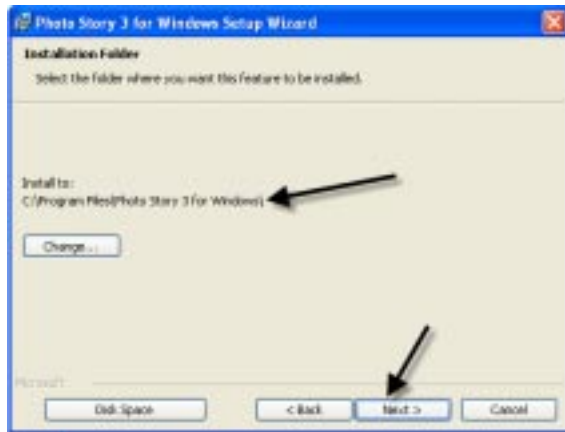 Photo Story 3 for Windows Setup Wizard
Installation Folder
Select the folder where you want this feature to be installed.
Install to:
C:\Program Files\Photo Story 3 for Windows\
Change...
Microsoft
Disk Space
< Back
Next >
Cancel